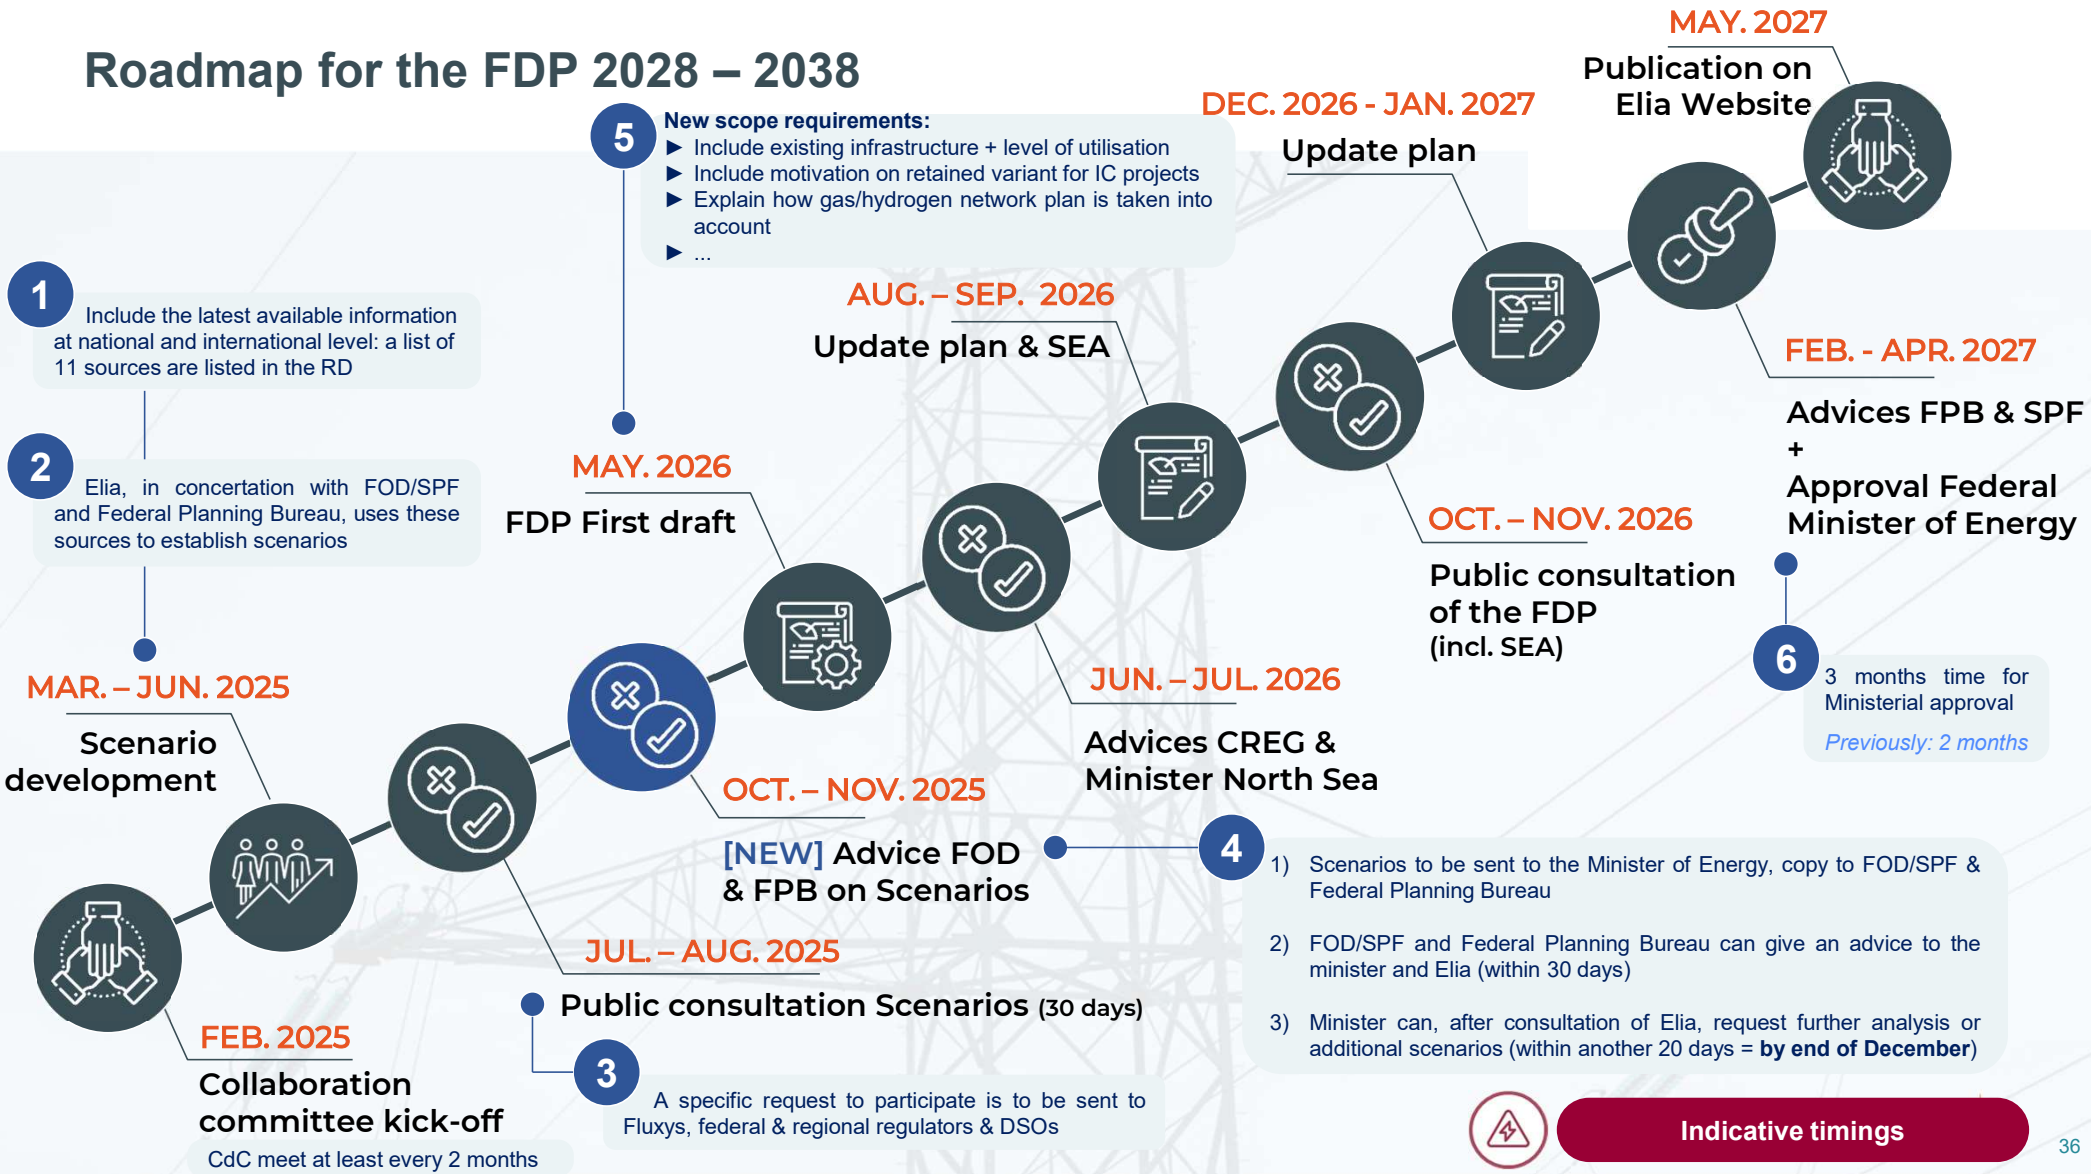 Roadmap for the FDP 2028 – 2038
5
New scope requirements:
► Include existing infrastructure + level of utilisation
► Include motivation on retained variant for IC projects
► Explain how gas/hydrogen network plan is taken into
account
► ...
1
Include the latest available information
at national and international level: a list of
11 sources are listed in the RD
2
Elia, in concertation with FOD/SPF
and Federal Planning Bureau, uses these
sources to establish scenarios
FEB. 2025
Collaboration
committee kick-off
CdC meet at least every 2 months
MAR. – JUN. 2025
Scenario
development
JUL. – AUG. 2025
Public consultation Scenarios (30 days)
3
A specific request to participate is to be sent to
Fluxys, federal & regional regulators & DSOs
OCT. – NOV. 2025
[NEW] Advice FOD
& FPB on Scenarios
4
1) Scenarios to be sent to the Minister of Energy, copy to FOD/SPF &
Federal Planning Bureau
2) FOD/SPF and Federal Planning Bureau can give an advice to the
minister and Elia (within 30 days)
3) Minister can, after consultation of Elia, request further analysis or
additional scenarios (within another 20 days = by end of December)
MAY. 2026
FDP First draft
JUN. – JUL. 2026
Advices CREG &
Minister North Sea
AUG. – SEP. 2026
Update plan & SEA
OCT. – NOV. 2026
Public consultation
of the FDP
(incl. SEA)
DEC. 2026 - JAN. 2027
Update plan
FEB. - APR. 2027
Advices FPB & SPF
+
Approval Federal
Minister of Energy
6
3 months time for
Ministerial approval
Previously: 2 months
MAY. 2027
Publication on
Elia Website
Indicative timings
36